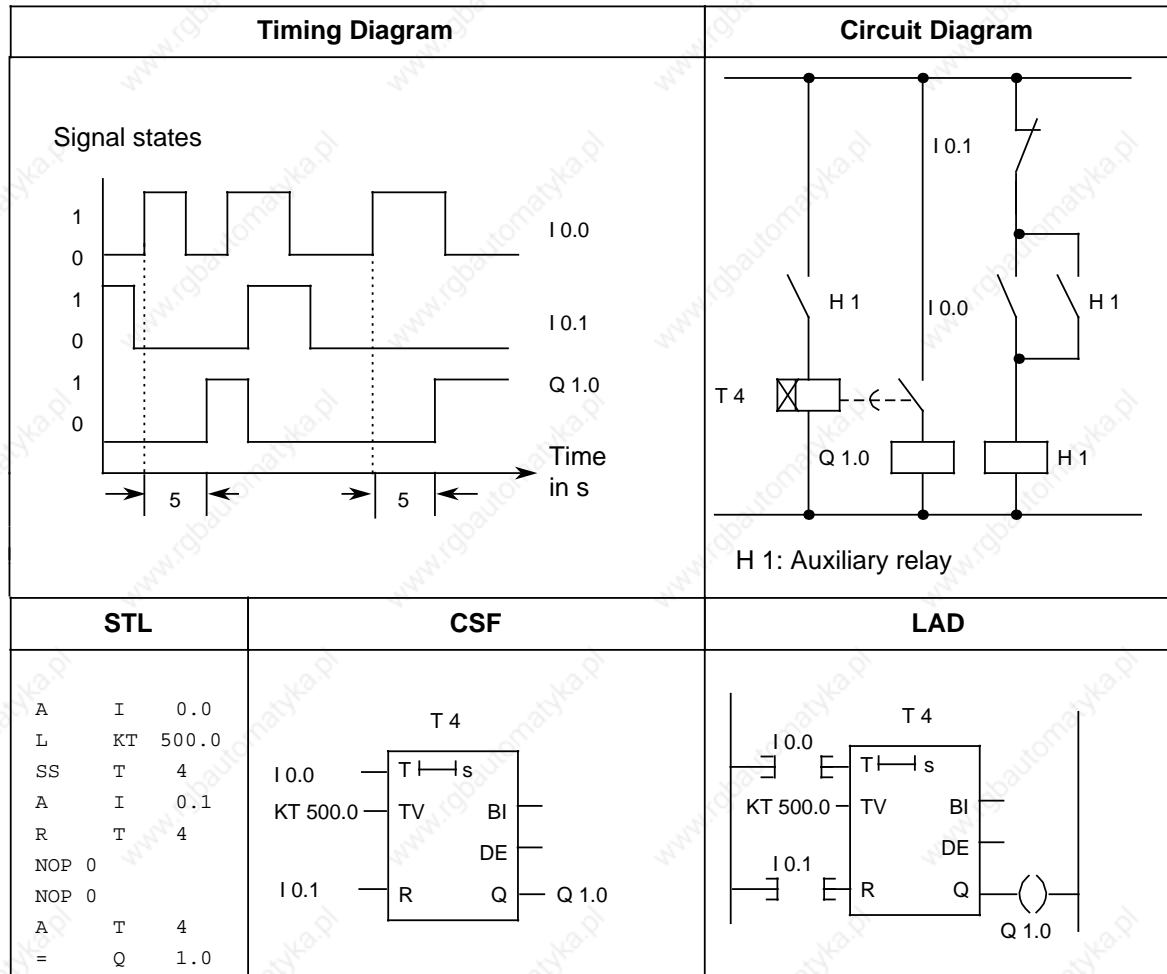 Timing Diagram
Circuit Diagram
Signal states
1
0
I 0.0
1
0
I 0.1
1
0
Q 1.0
Time
in s
5
5
I 0.1
H 1
I 0.0
H 1
T 4
Q 1.0
H 1
H 1: Auxiliary relay
STL
CSF
LAD
A I 0.0
L KT 500.0
SS T 4
A I 0.1
R T 4
NOP 0
NOP 0
A T 4
= Q 1.0
T 4
I 0.0
T s
KT 500.0
TV
BI
DE
I 0.1
R
Q
Q 1.0
T 4
I 0.0
T s
KT 500.0
TV
BI
DE
I 0.1
R
Q
Q 1.0
www.rgbautomatyka.pl